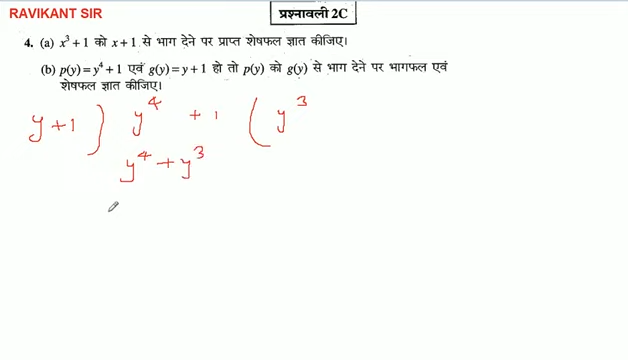 RAVIKANT SIR
प्रश्नावली 2C
4. (a) x³ + 1 को x + 1 से भाग देने पर प्राप्त शेषफल ज्ञात कीजिए।
(b) p(y) = y⁴ + 1 एवं g(y) = y + 1 हो तो p(y) को g(y) से भाग देने पर भागफल एवं
शेषफल ज्ञात कीजिए।
y + 1 ) y⁴ + 1 ( y³
y⁴ + y³